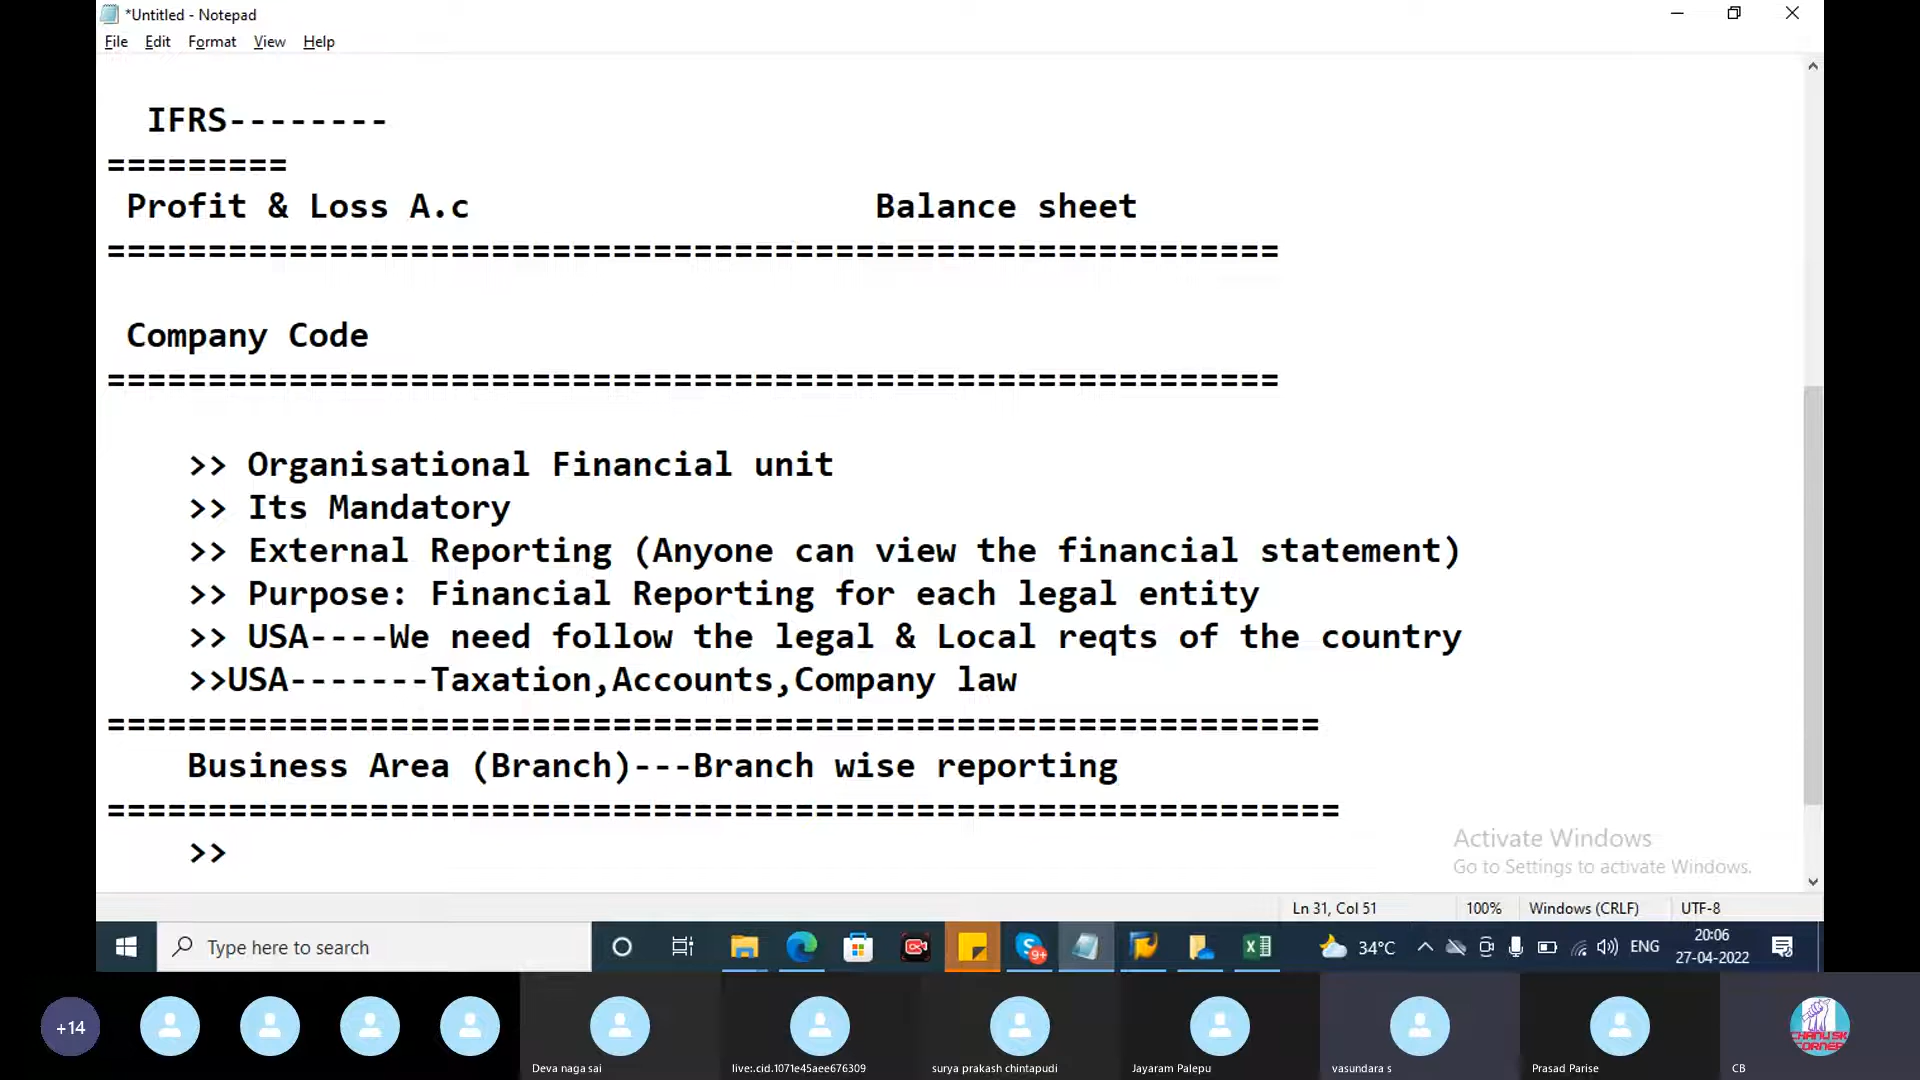 *Untitled - Notepad
File Edit Format View Help
IFRS--------
=========
Profit & Loss A.c Balance sheet
==========================================================
Company Code
==========================================================
>> Organisational Financial unit
>> Its Mandatory
>> External Reporting (Anyone can view the financial statement)
>> Purpose: Financial Reporting for each legal entity
>> USA----We need follow the legal & Local reqts of the country
>>USA-------Taxation,Accounts,Company law
============================================================
Business Area (Branch)---Branch wise reporting
=============================================================
>>
Activate Windows
Go to Settings to activate Windows.
Ln 31, Col 51 100% Windows (CRLF) UTF-8
Type here to search 9+ 34°C ENG 20:06
27-04-2022
+14
CHANUSK
CORNER
Deva naga sai live:.cid.1071e45aee676309 surya prakash chintapudi Jayaram Palepu vasundara s Prasad Parise CB